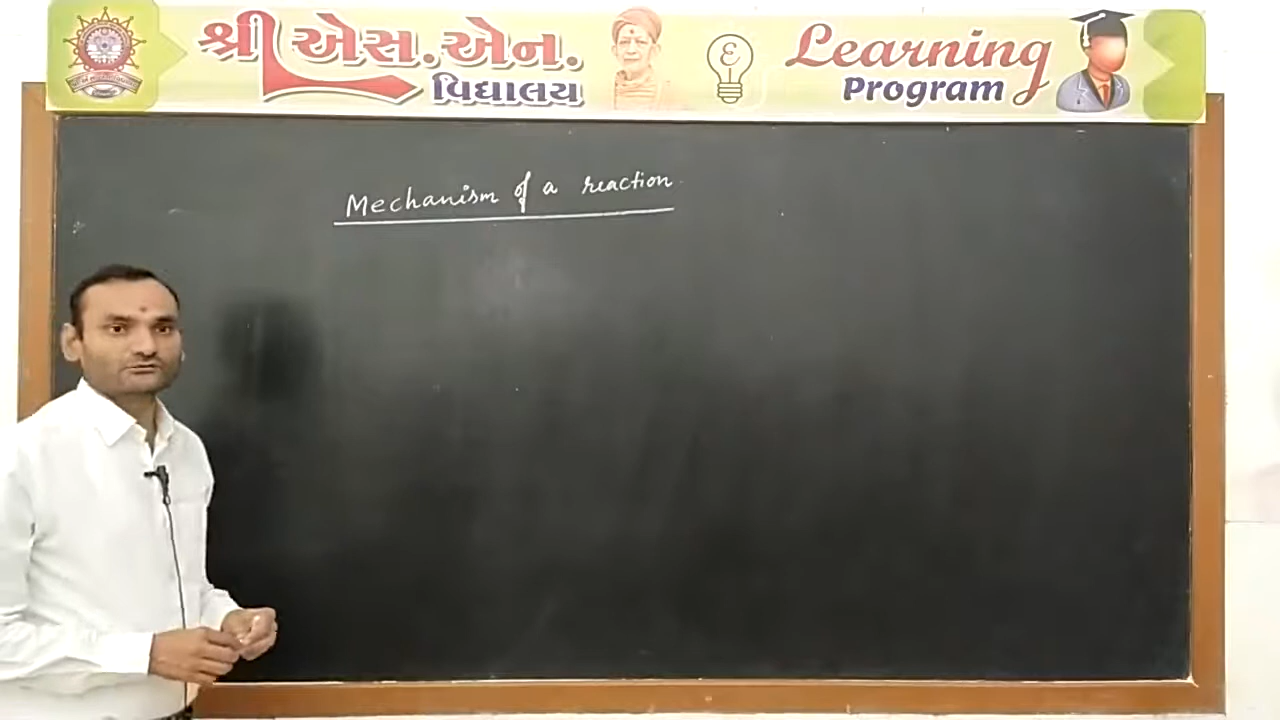 શ્રી એસ.એન.
વિદ્યાલય
Learning
Program
Mechanism of a reaction